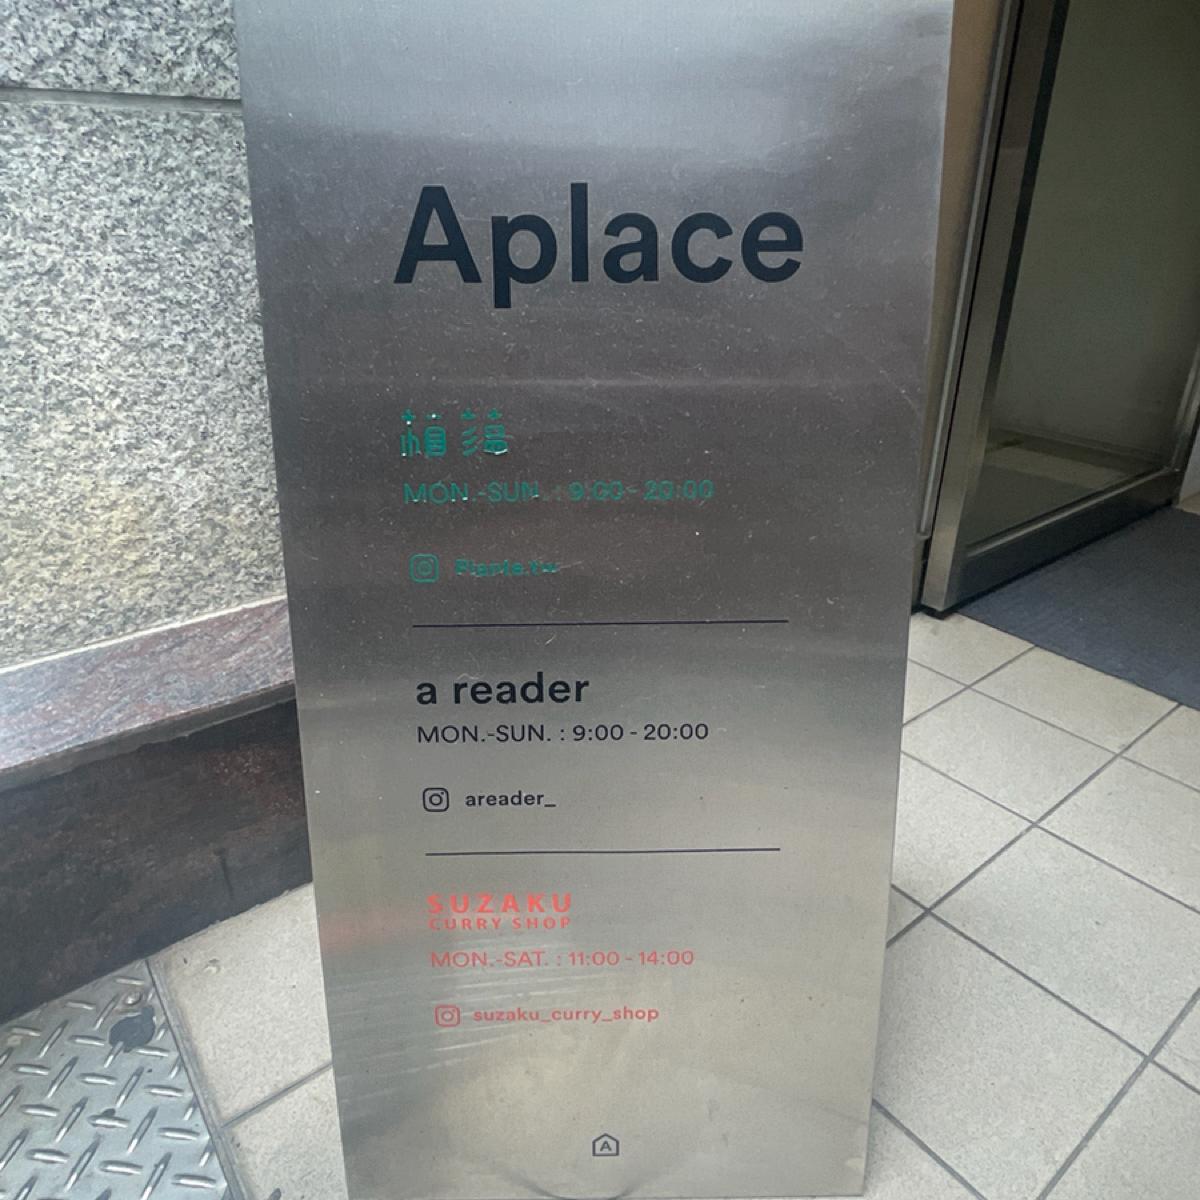 Aplace
MON.-SUN. : 9:00 - 20:00
a reader
MON.-SUN. : 9:00 - 20:00
areader_
SUZAKU
CURRY SHOP
MON.-SAT. : 11:00 - 14:00
suzaku_curry_shop
A